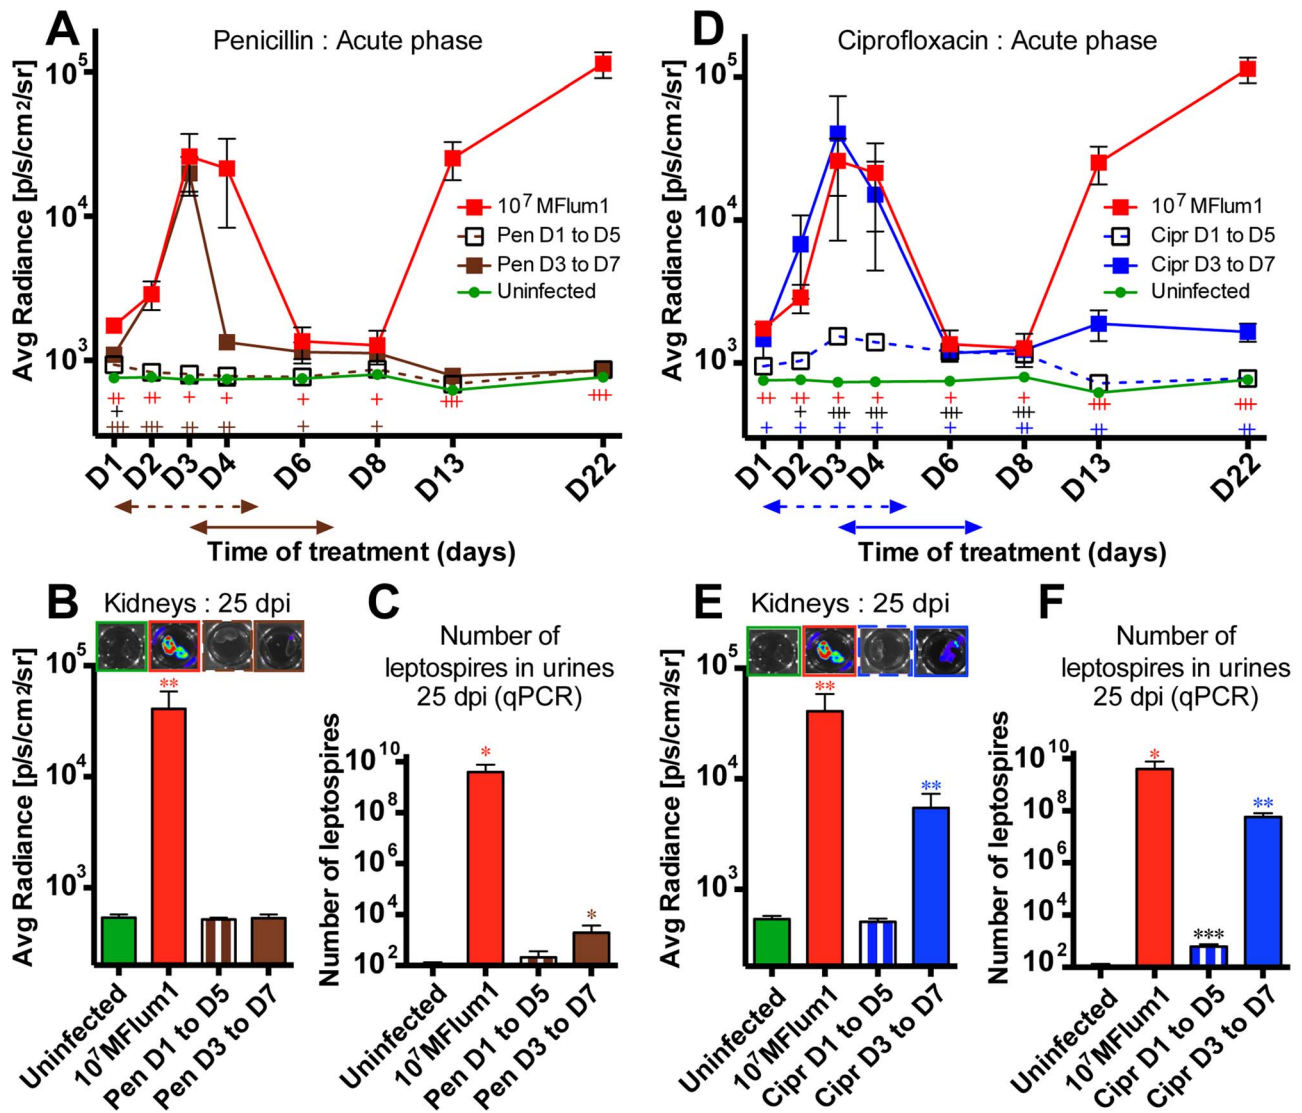 A
Penicillin : Acute phase
Avg Radiance [p/s/cm2/sr]
10^5
10^4
10^3
10^7 MFlum1
Pen D1 to D5
Pen D3 to D7
Uninfected
++ ++ + + + + +++ +++
+
+++ +++ ++ ++ + +
D1 D2 D3 D4 D6 D8 D13 D22
Time of treatment (days)
D
Ciprofloxacin : Acute phase
Avg Radiance [p/s/cm2/sr]
10^5
10^4
10^3
10^7 MFlum1
Cipr D1 to D5
Cipr D3 to D7
Uninfected
++ ++ + + + + +++ +++
+ +++ +++ +++ +++
+ + + + + ++ ++ ++
D1 D2 D3 D4 D6 D8 D13 D22
Time of treatment (days)
B
Kidneys : 25 dpi
Avg Radiance [p/s/cm2/sr]
10^5
10^4
10^3
**
Uninfected
10^7MFlum1
Pen D1 to D5
Pen D3 to D7
C
Number of
leptospires in urines
25 dpi (qPCR)
Number of leptospires
10^10
10^8
10^6
10^4
10^2
*
*
Uninfected
10^7MFlum1
Pen D1 to D5
Pen D3 to D7
E
Kidneys : 25 dpi
Avg Radiance [p/s/cm2/sr]
10^5
10^4
10^3
**
**
Uninfected
10^7MFlum1
Cipr D1 to D5
Cipr D3 to D7
F
Number of
leptospires in urines
25 dpi (qPCR)
Number of leptospires
10^10
10^8
10^6
10^4
10^2
*
***
**
Uninfected
10^7MFlum1
Cipr D1 to D5
Cipr D3 to D7